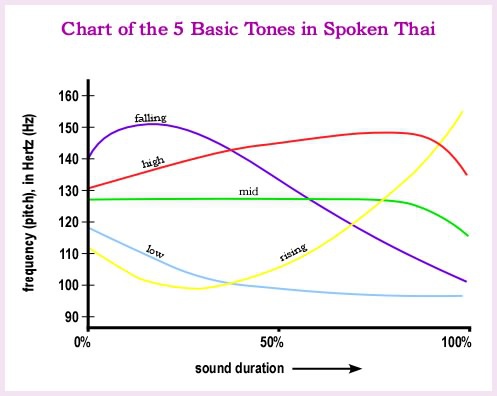 Chart of the 5 Basic Tones in Spoken Thai
frequency (pitch), in Hertz (Hz)
160
150
140
130
120
110
100
90
falling
high
mid
low
rising
0%
50%
100%
sound duration